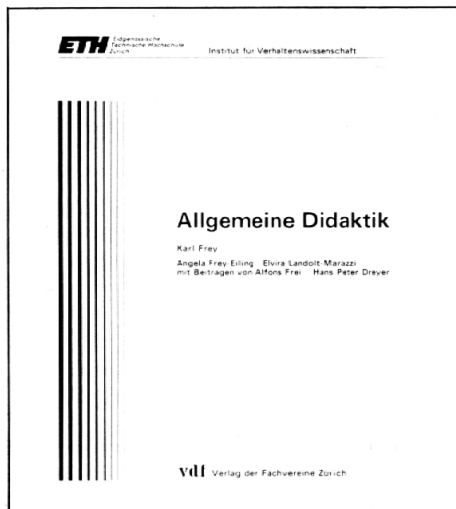 ETH
Eidgenössische
Technische Hochschule
Zürich
Institut für Verhaltenswissenschaft
Allgemeine Didaktik
Karl Frey
Angela Frey-Eiling Elvira Landolt-Marazzi
mit Beiträgen von Alfons Frei Hans Peter Dreyer
vdf Verlag der Fachvereine Zürich